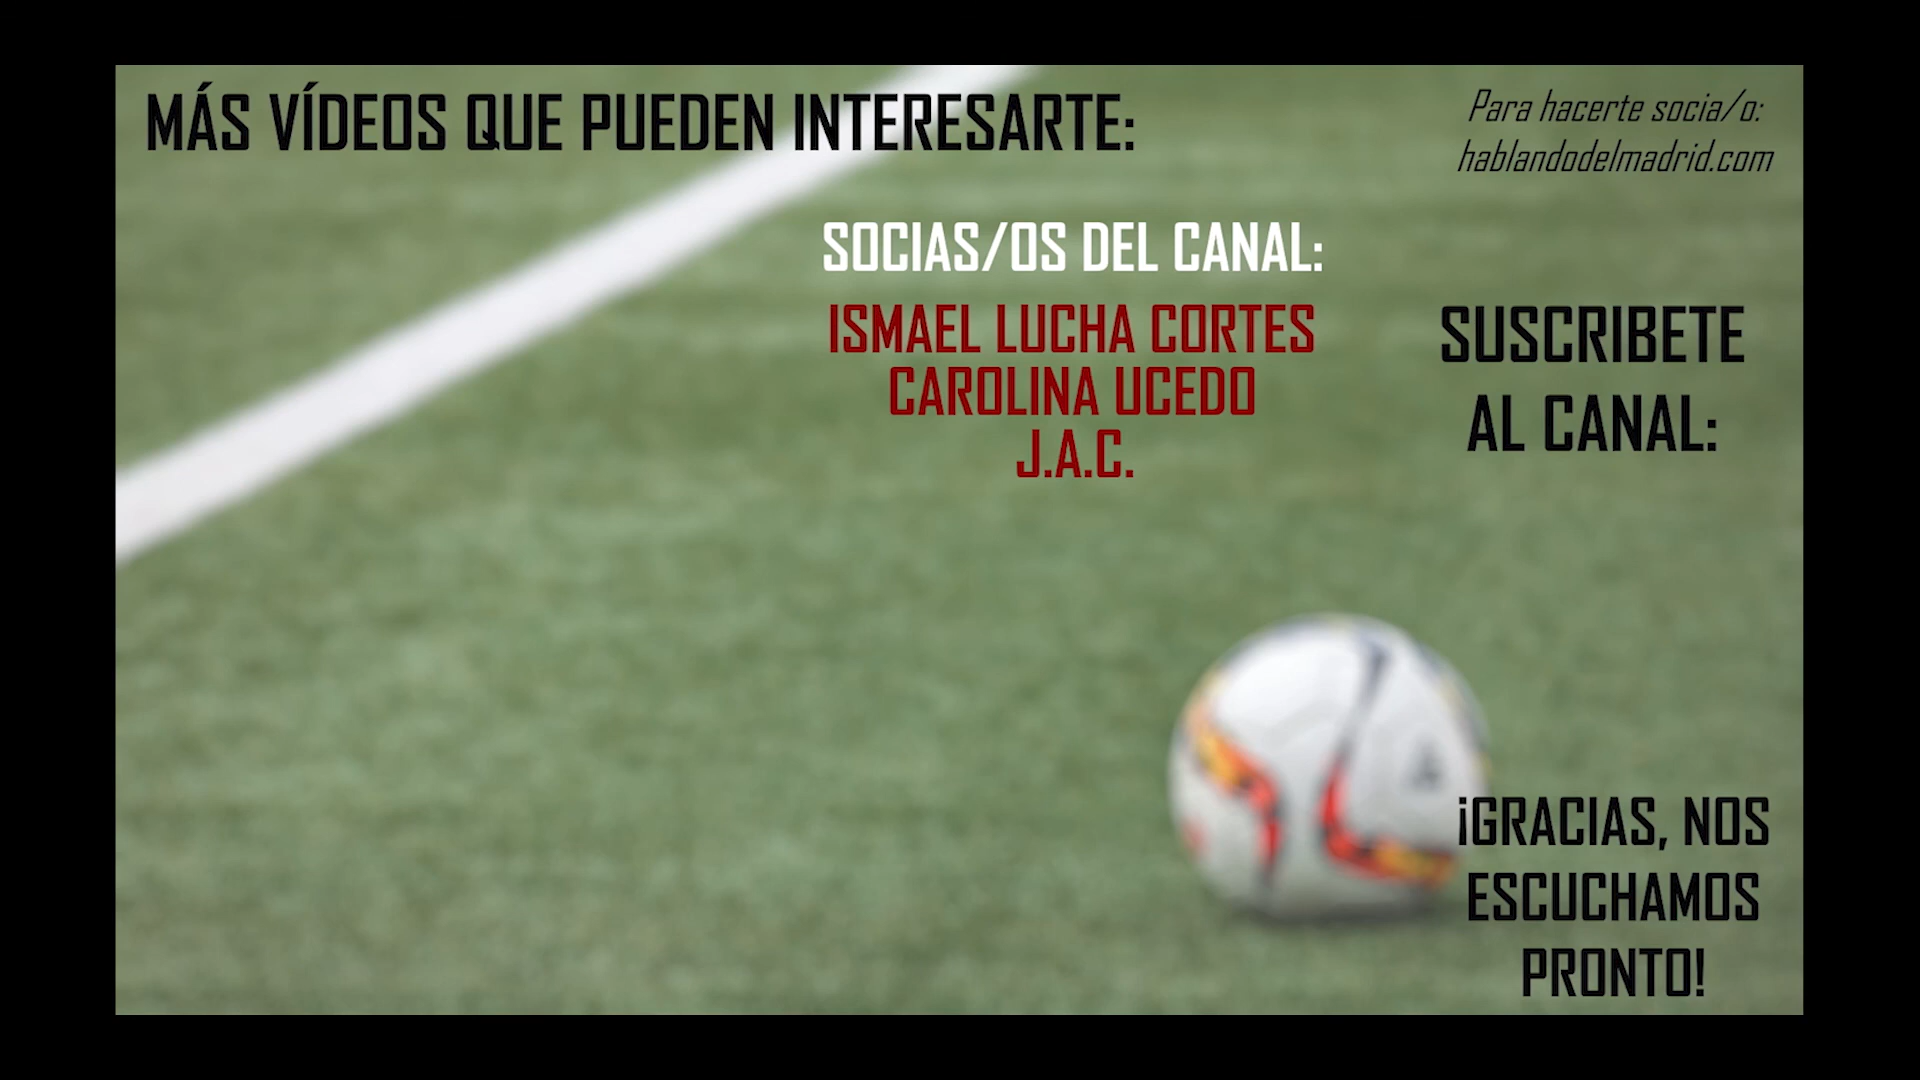 MÁS VÍDEOS QUE PUEDEN INTERESARTE:
Para hacerte socia/o:
hablandodelmadrid.com
SOCIAS/OS DEL CANAL:
ISMAEL LUCHA CORTES
CAROLINA UCEDO
J.A.C.
SUSCRIBETE
AL CANAL:
¡GRACIAS, NOS
ESCUCHAMOS
PRONTO!